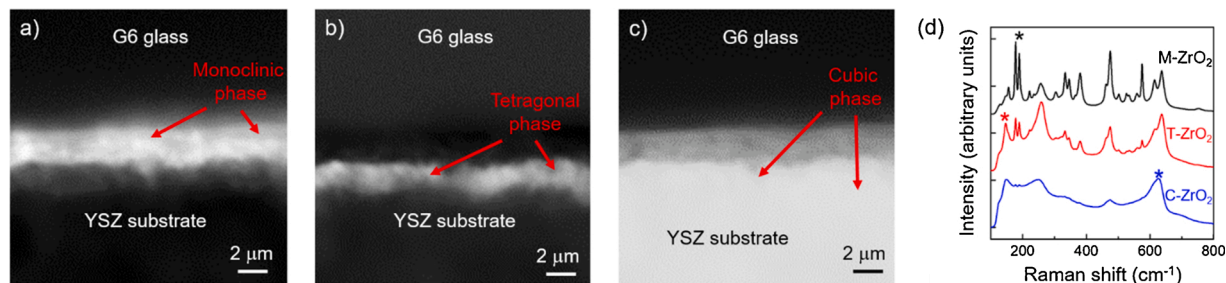 a)
G6 glass
Monoclinic
phase
YSZ substrate
2 μm
b)
G6 glass
Tetragonal
phase
YSZ substrate
2 μm
c)
G6 glass
Cubic
phase
YSZ substrate
2 μm
(d)
Intensity (arbitrary units)
*
M-ZrO₂
*
T-ZrO₂
*
C-ZrO₂
200 400 600 800
Raman shift (cm⁻¹)